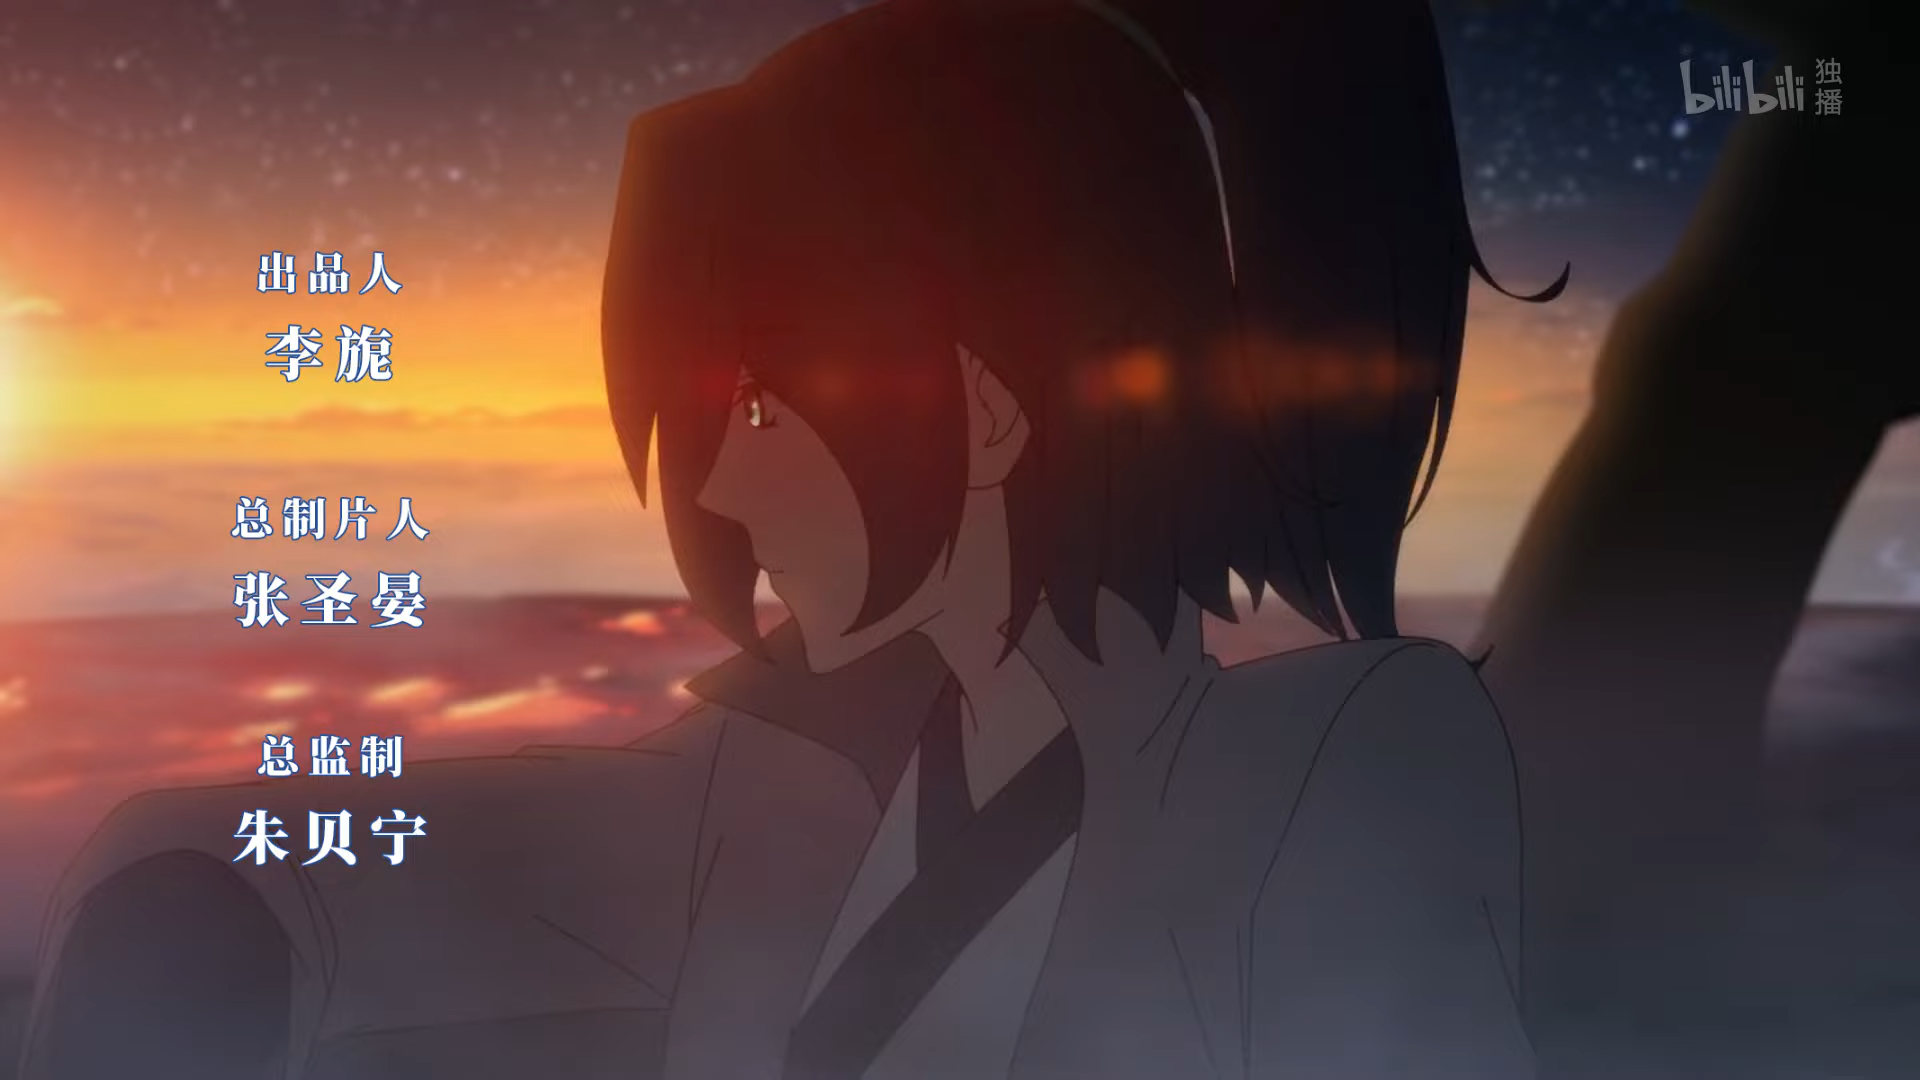 bilibili 独播
出品人
李旎
总制片人
张圣晏
总监制
朱贝宁